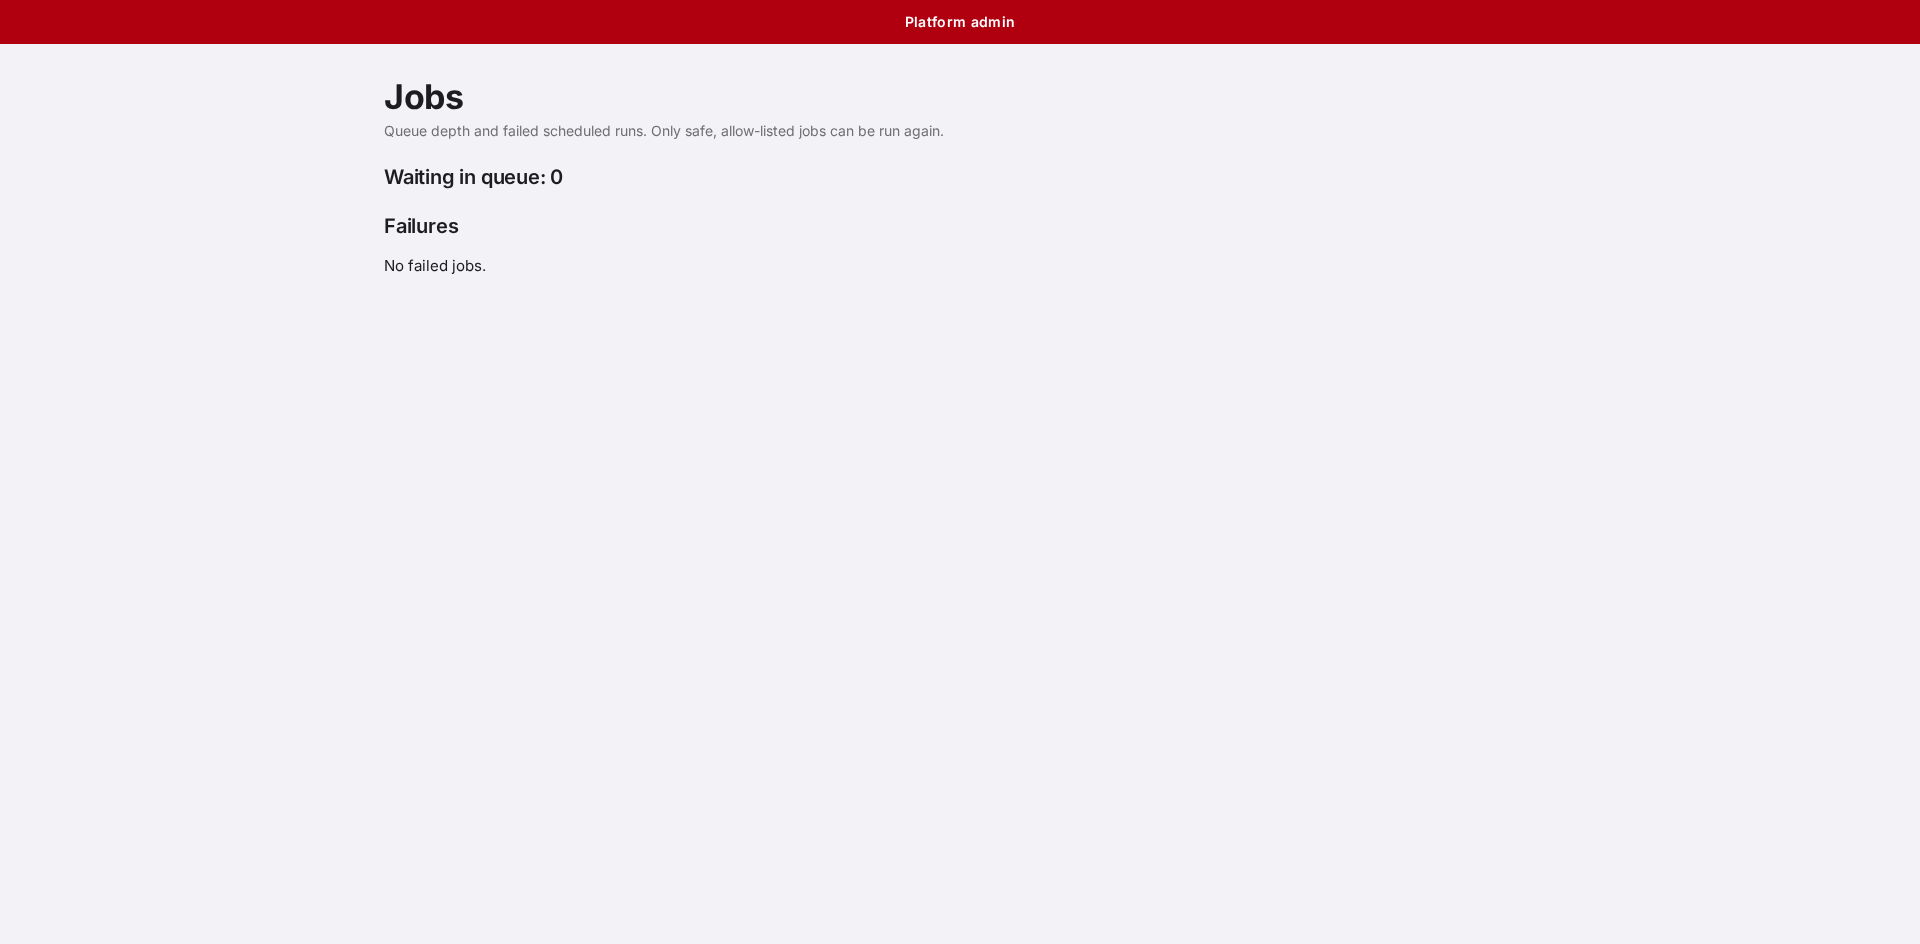 Platform admin
Jobs
Queue depth and failed scheduled runs. Only safe, allow-listed jobs can be run again.
Waiting in queue: 0
Failures
No failed jobs.